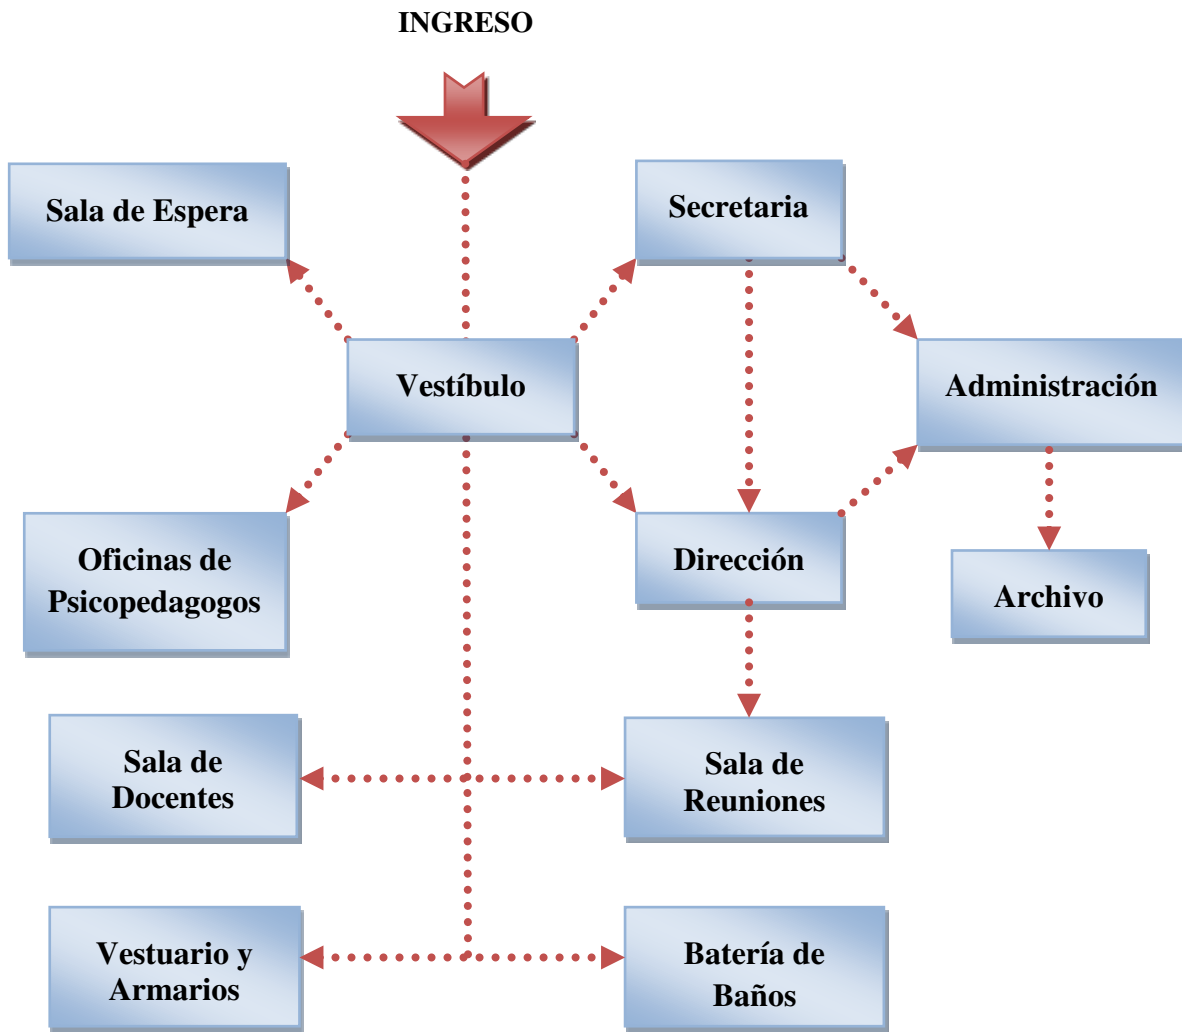 INGRESO
Sala de Espera
Secretaria
Vestíbulo
Administración
Oficinas de
Psicopedagogos
Dirección
Archivo
Sala de
Docentes
Sala de
Reuniones
Vestuario y
Armarios
Batería de
Baños